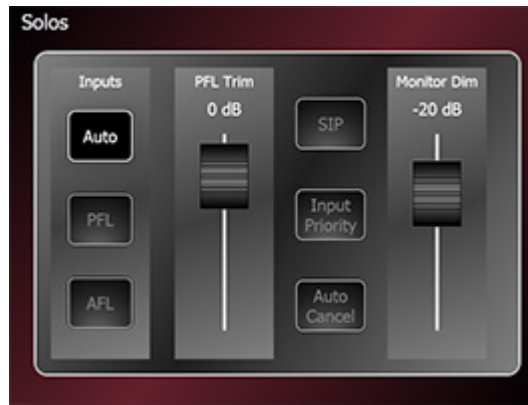 Solos
Inputs
Auto
PFL
AFL
PFL Trim
0 dB
SIP
Input
Priority
Auto
Cancel
Monitor Dim
-20 dB